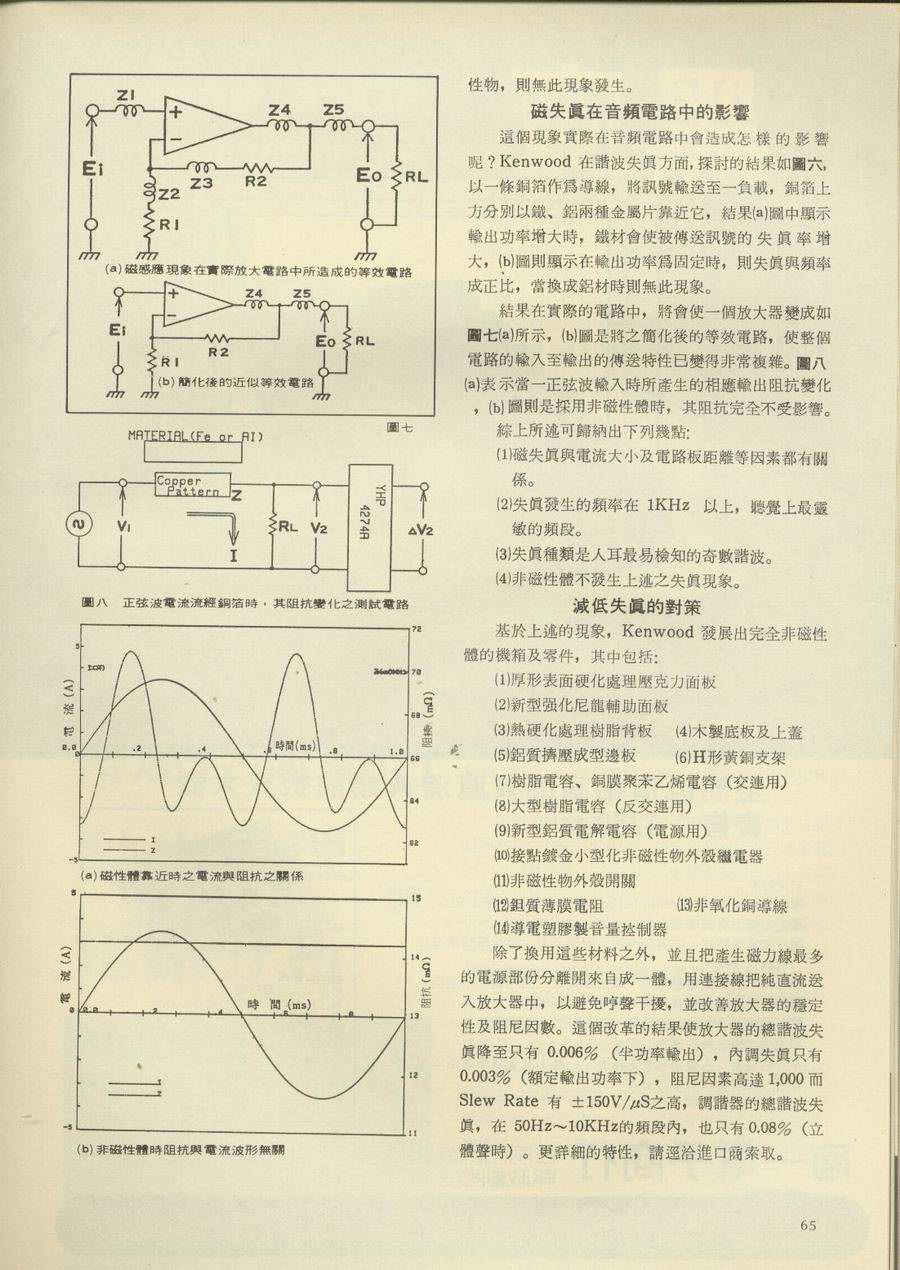 Z1
Z4
Z5
Ei
Z2
Z3
R2
Eo
RL
R1
(a)磁感應現象在實際放大電路中所造成的等效電路
Z4
Z5
Ei
R2
Eo
RL
R1
(b)簡化後的近似等效電路
圖七
MATERIAL(Fe or Al)
Copper
Pattern
Z
V1
I
RL
V2
YHP 4274A
ΔV2
圖八 正弦波電流流經銅箔時，其阻抗變化之測試電路
72
5
70
電流(A)
68
阻抗(mΩ)
0.0
.2
.4
時間(ms)
.8
1.0
66
64
I
Z
62
-5
(a)磁性體靠近時之電流與阻抗之關係
5
15
14
電流(A)
阻抗(mΩ)
時間(ms)
13
12
-5
11
(b)非磁性體時阻抗與電流波形無關
性物，則無此現象發生。
磁失眞在音頻電路中的影響
這個現象實際在音頻電路中會造成怎樣的影響
呢？Kenwood 在諧波失眞方面，探討的結果如圖六，
以一條銅箔作爲導線，將訊號輸送至一負載，銅箔上
方分別以鐵、鋁兩種金屬片靠近它，結果(a)圖中顯示
輸出功率增大時，鐵材會使被傳送訊號的失眞率增
大，(b)圖則顯示在輸出功率爲固定時，則失眞與頻率
成正比，當換成鋁材時則無此現象。
結果在實際的電路中，將會使一個放大器變成如
圖七(a)所示，(b)圖是將之簡化後的等效電路，使整個
電路的輸入至輸出的傳送特性已變得非常複雜。圖八
(a)表示當一正弦波輸入時所產生的相應輸出阻抗變化
，(b)圖則是採用非磁性體時，其阻抗完全不受影響。
綜上所述可歸納出下列幾點：
(1)磁失眞與電流大小及電路板距離等因素都有關
係。
(2)失眞發生的頻率在 1KHz 以上，聽覺上最靈
敏的頻段。
(3)失眞種類是人耳最易檢知的奇數諧波。
(4)非磁性體不發生上述之失眞現象。
減低失眞的對策
基於上述的現象，Kenwood 發展出完全非磁性
體的機箱及零件，其中包括：
(1)厚形表面硬化處理壓克力面板
(2)新型强化尼龍輔助面板
(3)熱硬化處理樹脂背板 (4)木製底板及上蓋
(5)鋁質擠壓成型邊板 (6)H形黃銅支架
(7)樹脂電容、銅膜聚苯乙烯電容（交連用）
(8)大型樹脂電容（反交連用）
(9)新型鋁質電解電容（電源用）
(10)接點鍍金小型化非磁性物外殼繼電器
(11)非磁性物外殼開關
(12)鉭質薄膜電阻 (13)非氧化銅導線
(14)導電塑膠製音量控制器
除了換用這些材料之外，並且把產生磁力線最多
的電源部份分離開來自成一體，用連接線把純直流送
入放大器中，以避免哼聲干擾，並改善放大器的穩定
性及阻尼因數。這個改革的結果使放大器的總諧波失
眞降至只有 0.006%（半功率輸出），內調失眞只有
0.003%（額定輸出功率下），阻尼因素高達 1,000 而
Slew Rate 有 ±150V/μS之高，調諧器的總諧波失
眞，在 50Hz～10KHz的頻段內，也只有 0.08%（立
體聲時）。更詳細的特性，請逕洽進口商索取。
65